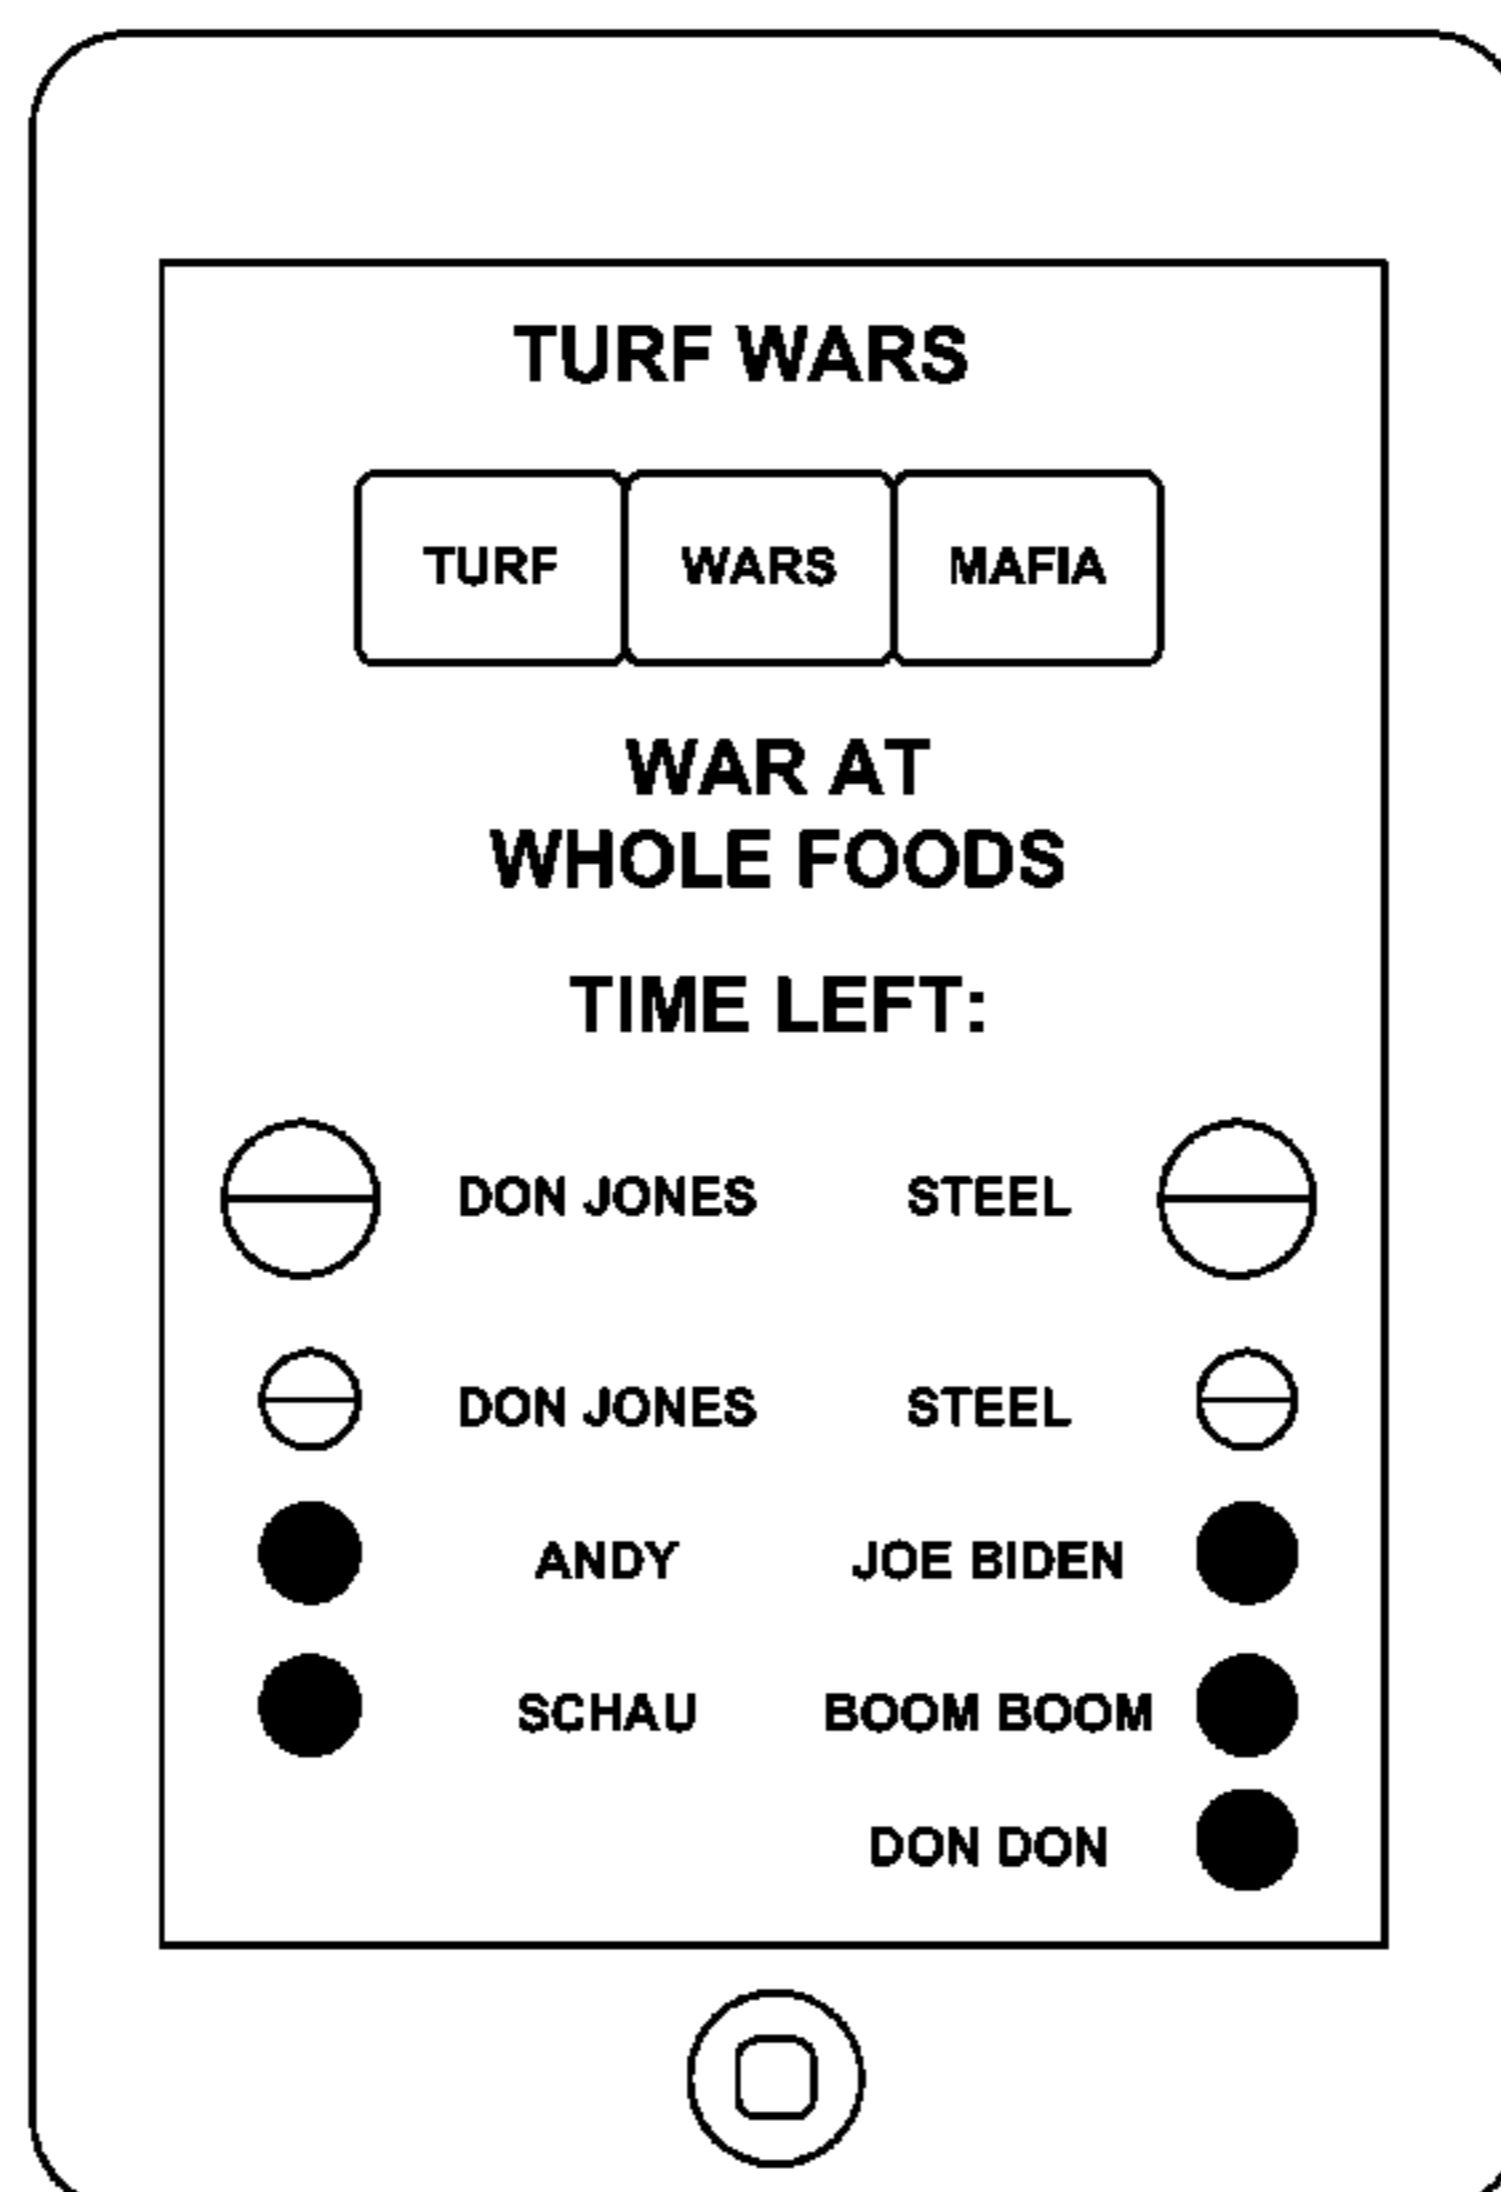 TURF WARS
TURF WARS MAFIA
WAR AT
WHOLE FOODS
TIME LEFT:
DON JONES STEEL
DON JONES STEEL
ANDY JOE BIDEN
SCHAU BOOM BOOM
DON DON